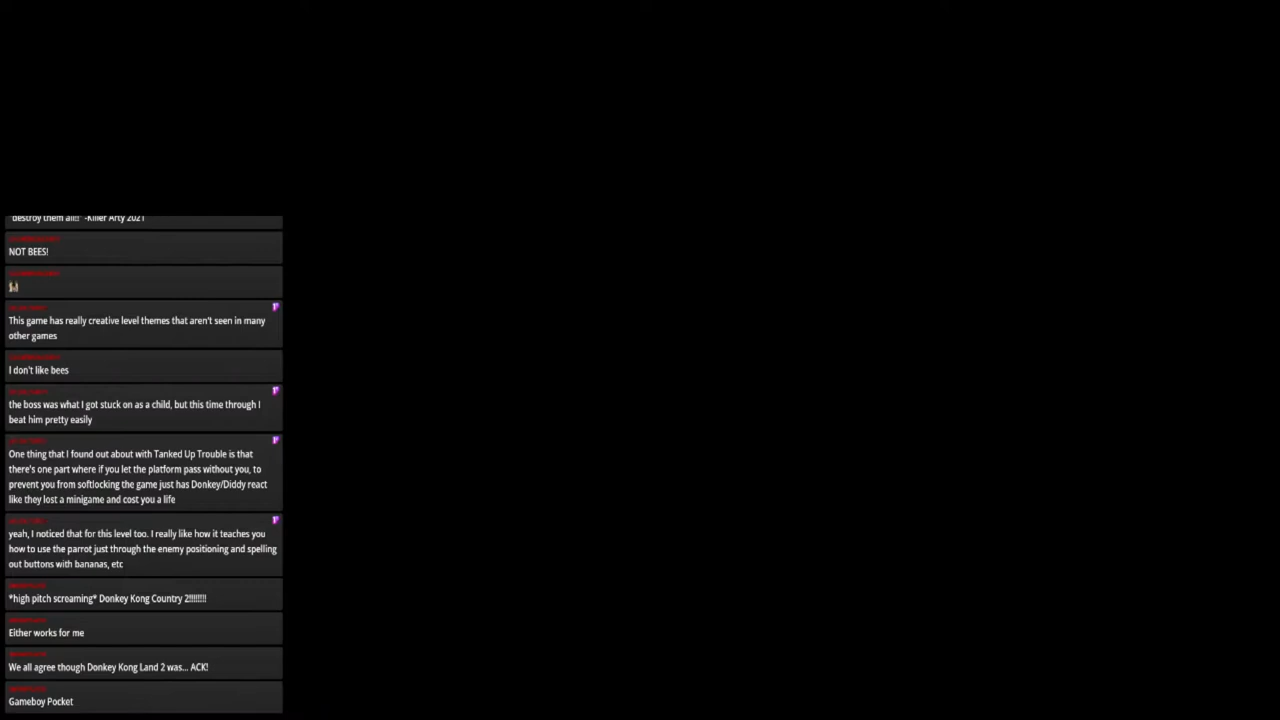 "destroy them all!!" -Killer Arty 2021
NOT BEES!
This game has really creative level themes that aren't seen in many
other games
I don't like bees
the boss was what I got stuck on as a child, but this time through I
beat him pretty easily
One thing that I found out about with Tanked Up Trouble is that
there's one part where if you let the platform pass without you, to
prevent you from softlocking the game just has Donkey/Diddy react
like they lost a minigame and cost you a life
yeah, I noticed that for this level too. I really like how it teaches you
how to use the parrot just through the enemy positioning and spelling
out buttons with bananas, etc
*high pitch screaming* Donkey Kong Country 2!!!!!!!!
Either works for me
We all agree though Donkey Kong Land 2 was... ACK!
Gameboy Pocket